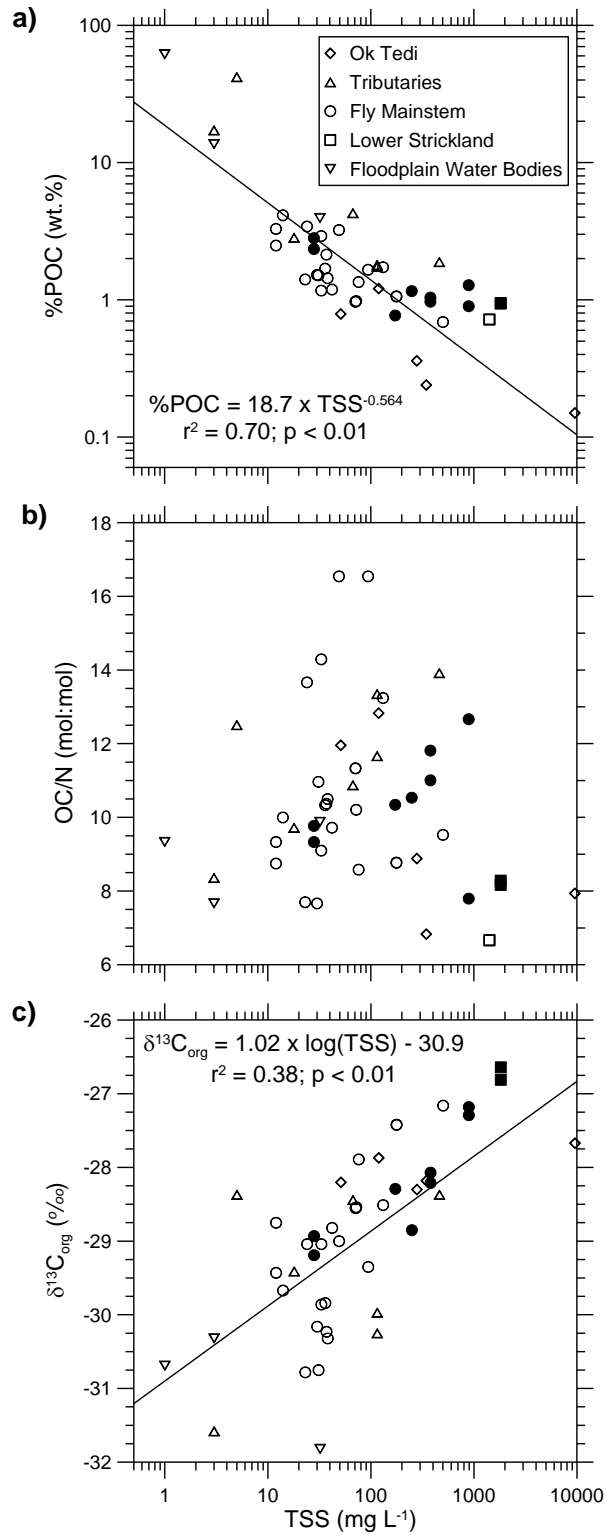 a)
100
10
1
0.1
%POC (wt.%)
Ok Tedi
Tributaries
Fly Mainstem
Lower Strickland
Floodplain Water Bodies
%POC = 18.7 x TSS^-0.564
r² = 0.70; p < 0.01
b)
18
16
14
12
10
8
6
OC/N (mol:mol)
c)
-26
-27
-28
-29
-30
-31
-32
δ¹³C_org (o/oo)
δ¹³C_org = 1.02 x log(TSS) - 30.9
r² = 0.38; p < 0.01
1 10 100 1000 10000
TSS (mg L⁻¹)